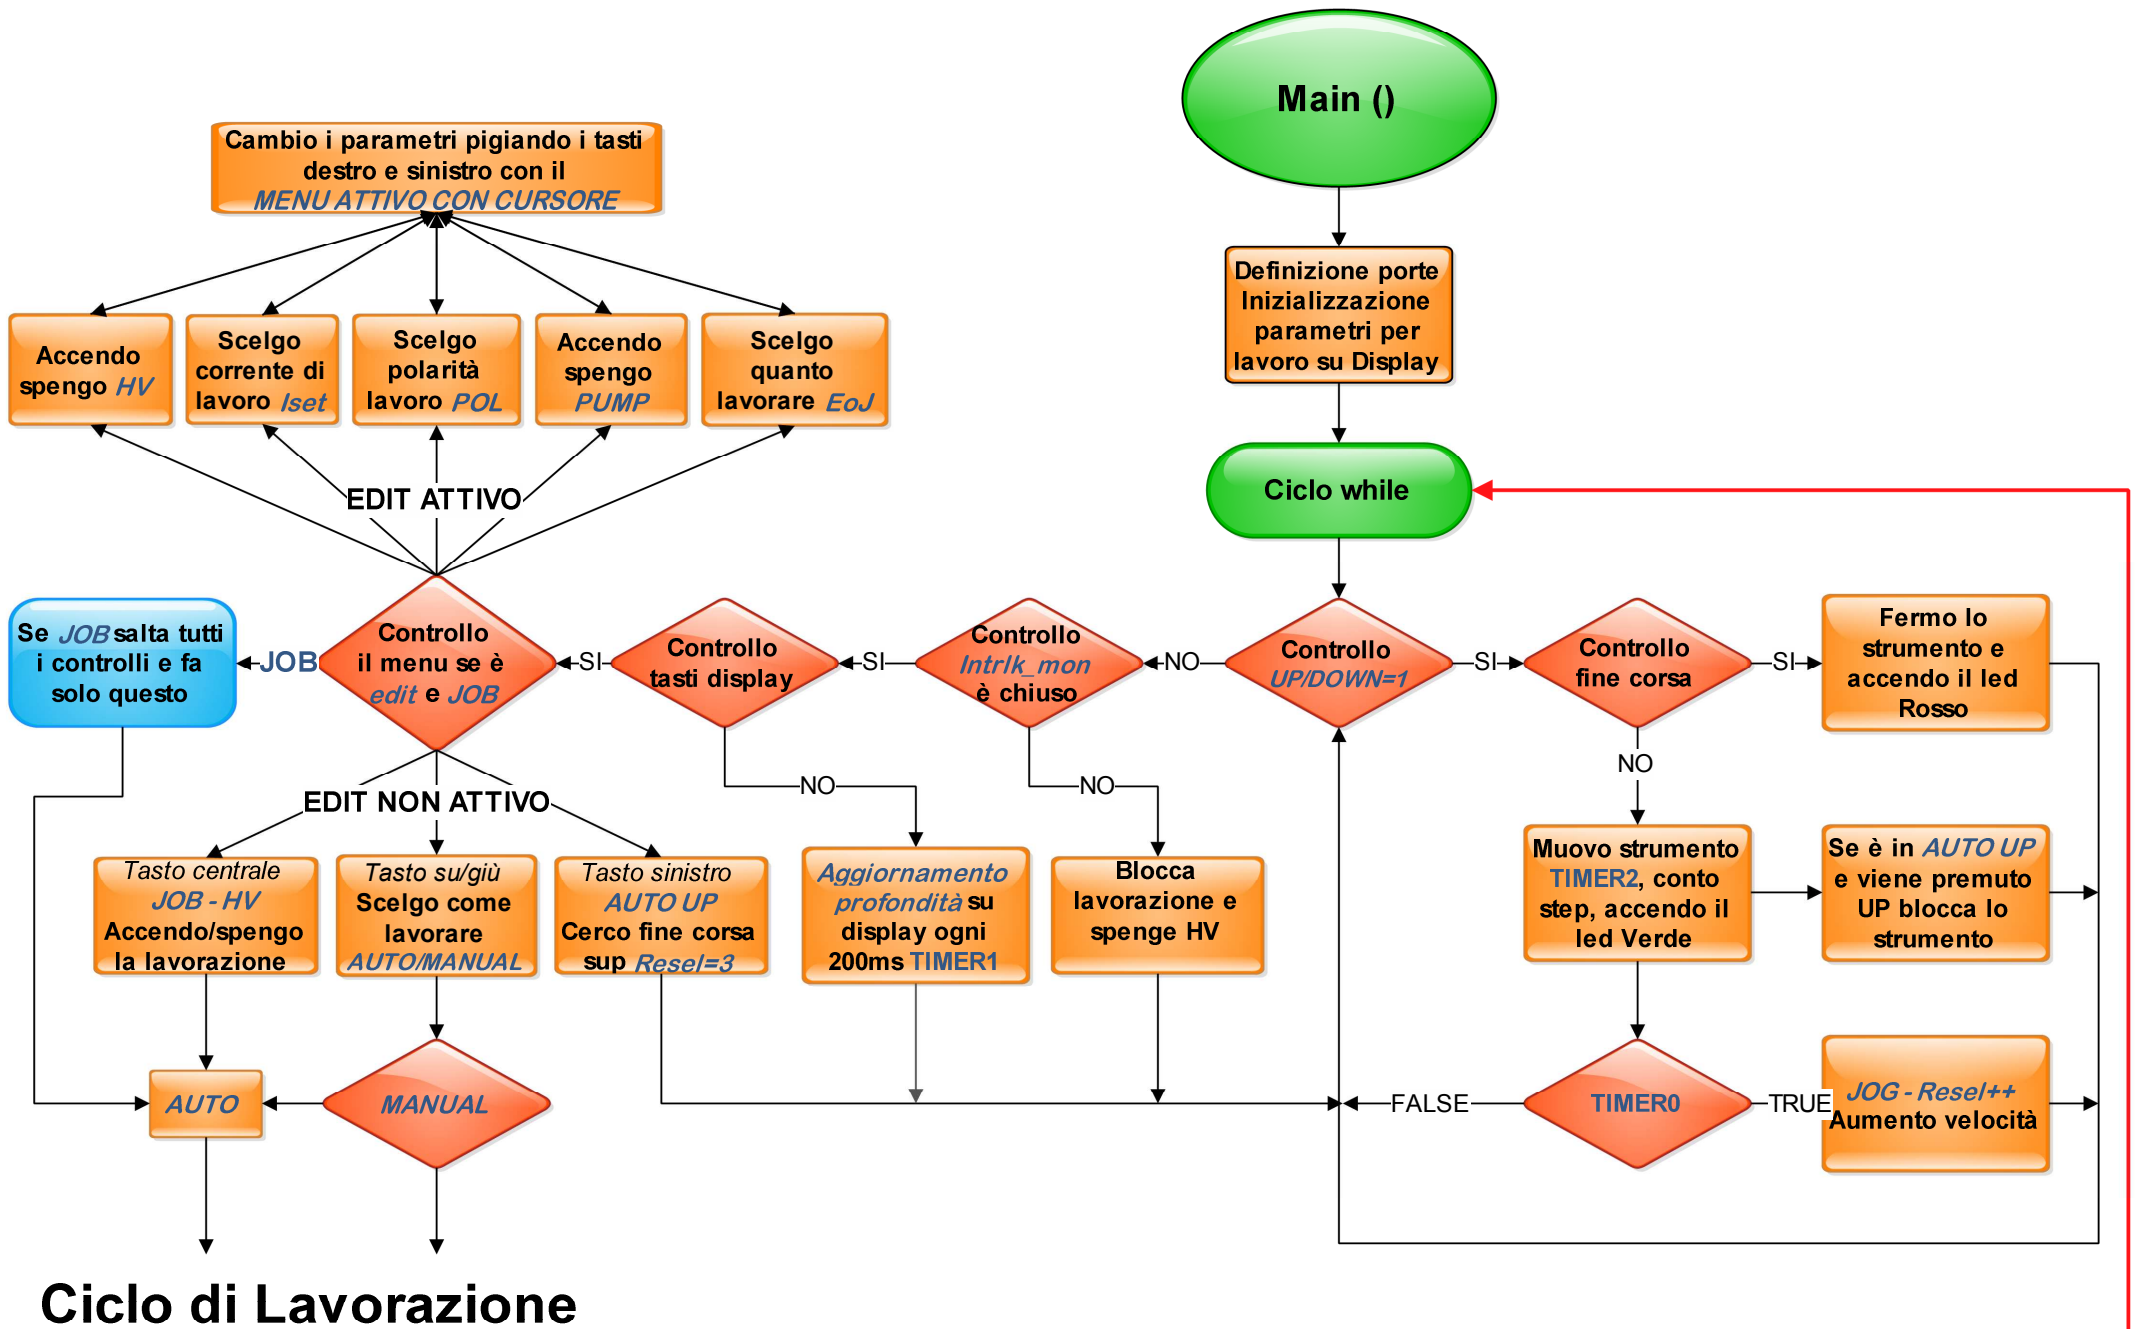 Main ()
Cambio i parametri pigiando i tasti
destro e sinistro con il
MENU ATTIVO CON CURSORE
Definizione porte
Inizializzazione
parametri per
lavoro su Display
Accendo
spengo HV
Scelgo
corrente di
lavoro Iset
Scelgo
polarità
lavoro POL
Accendo
spengo
PUMP
Scelgo
quanto
lavorare EoJ
EDIT ATTIVO
Ciclo while
Se JOB salta tutti
i controlli e fa
solo questo
JOB
Controllo
il menu se è
edit e JOB
SI
Controllo
tasti display
SI
Controllo
Intrlk_mon
è chiuso
NO
Controllo
UP/DOWN=1
SI
Controllo
fine corsa
SI
Fermo lo
strumento e
accendo il led
Rosso
NO
NO
NO
EDIT NON ATTIVO
Tasto centrale
JOB - HV
Accendo/spengo
la lavorazione
Tasto su/giù
Scelgo come
lavorare
AUTO/MANUAL
Tasto sinistro
AUTO UP
Cerco fine corsa
sup Resel=3
Aggiornamento
profondità su
display ogni
200ms TIMER1
Blocca
lavorazione e
spenge HV
Muovo strumento
TIMER2, conto
step, accendo il
led Verde
Se è in AUTO UP
e viene premuto
UP blocca lo
strumento
AUTO
MANUAL
FALSE
TIMER0
TRUE
JOG - Resel++
Aumento velocità
Ciclo di Lavorazione